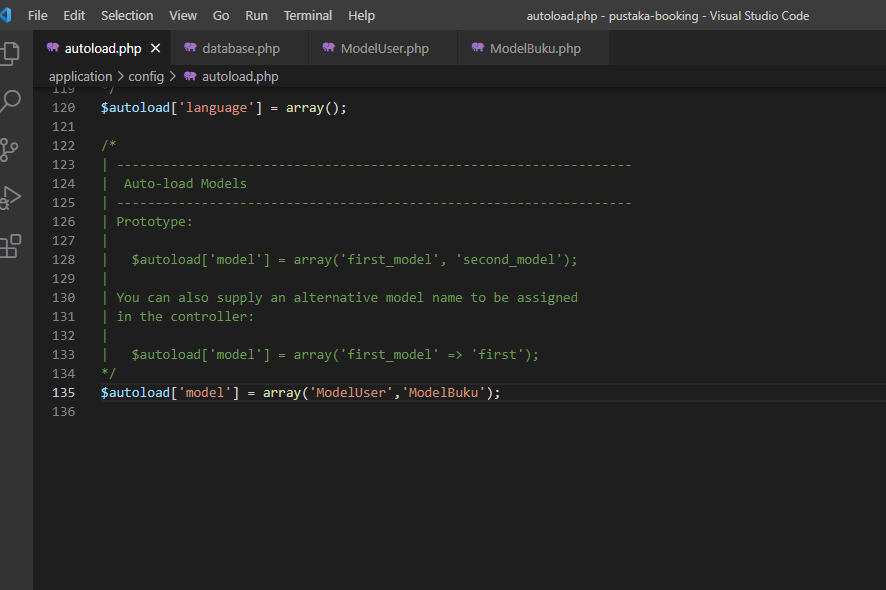 File Edit Selection View Go Run Terminal Help autoload.php - pustaka-booking - Visual Studio Code
autoload.php × database.php ModelUser.php ModelBuku.php
application > config > autoload.php
119 */
120 $autoload['language'] = array();
121
122 /*
123 | -------------------------------------------------------------------
124 |  Auto-load Models
125 | -------------------------------------------------------------------
126 | Prototype:
127 |
128 |   $autoload['model'] = array('first_model', 'second_model');
129 |
130 | You can also supply an alternative model name to be assigned
131 | in the controller:
132 |
133 |   $autoload['model'] = array('first_model' => 'first');
134 */
135 $autoload['model'] = array('ModelUser','ModelBuku');
136